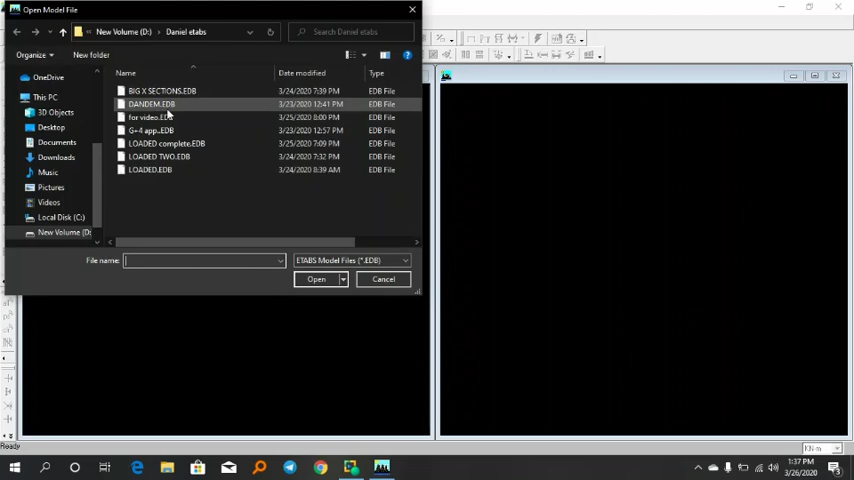 Open Model File
« New Volume (D:) › Daniel etabs
Search Daniel etabs
Organize
New folder
Name
Date modified
Type
OneDrive
This PC
3D Objects
Desktop
Documents
Downloads
Music
Pictures
Videos
Local Disk (C:)
New Volume (D:
BIG X SECTIONS.EDB 3/24/2020 7:39 PM EDB File
DANDEM.EDB 3/23/2020 12:41 PM EDB File
for video.EDB 3/25/2020 8:00 PM EDB File
G+4 app..EDB 3/23/2020 12:57 PM EDB File
LOADED complete.EDB 3/25/2020 7:09 PM EDB File
LOADED TWO.EDB 3/24/2020 7:32 PM EDB File
LOADED.EDB 3/24/2020 8:39 AM EDB File
File name:
ETABS Model Files (*.EDB)
Open
Cancel
Ready
KN-m
1:37 PM
3/26/2020
3